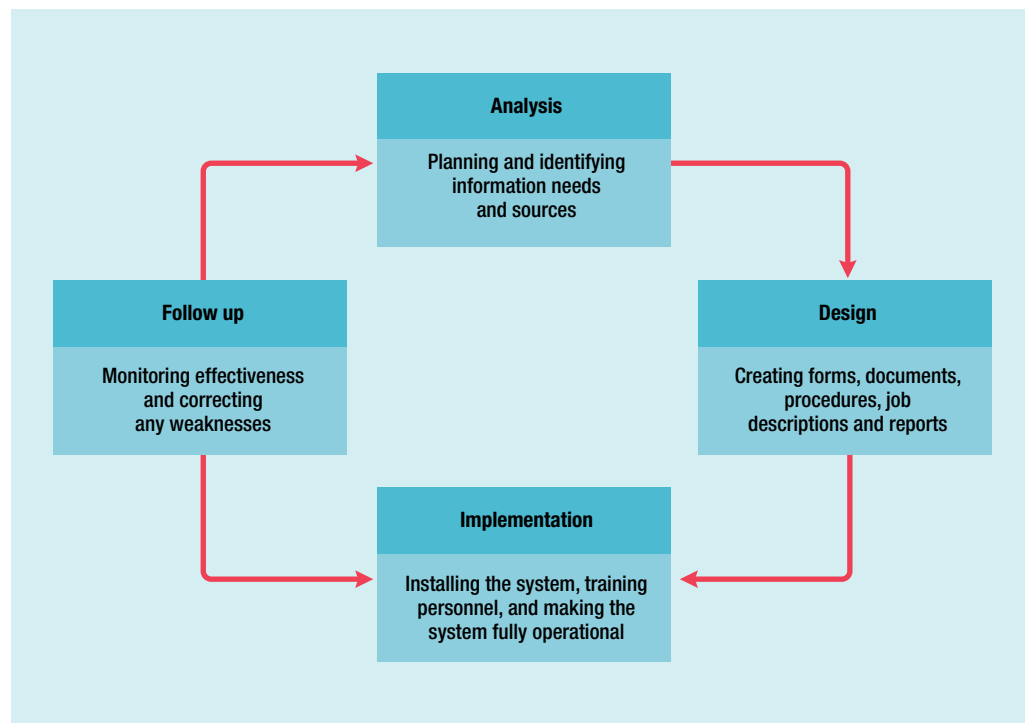 Analysis
Planning and identifying
information needs
and sources
Follow up
Monitoring effectiveness
and correcting
any weaknesses
Design
Creating forms, documents,
procedures, job
descriptions and reports
Implementation
Installing the system, training
personnel, and making the
system fully operational